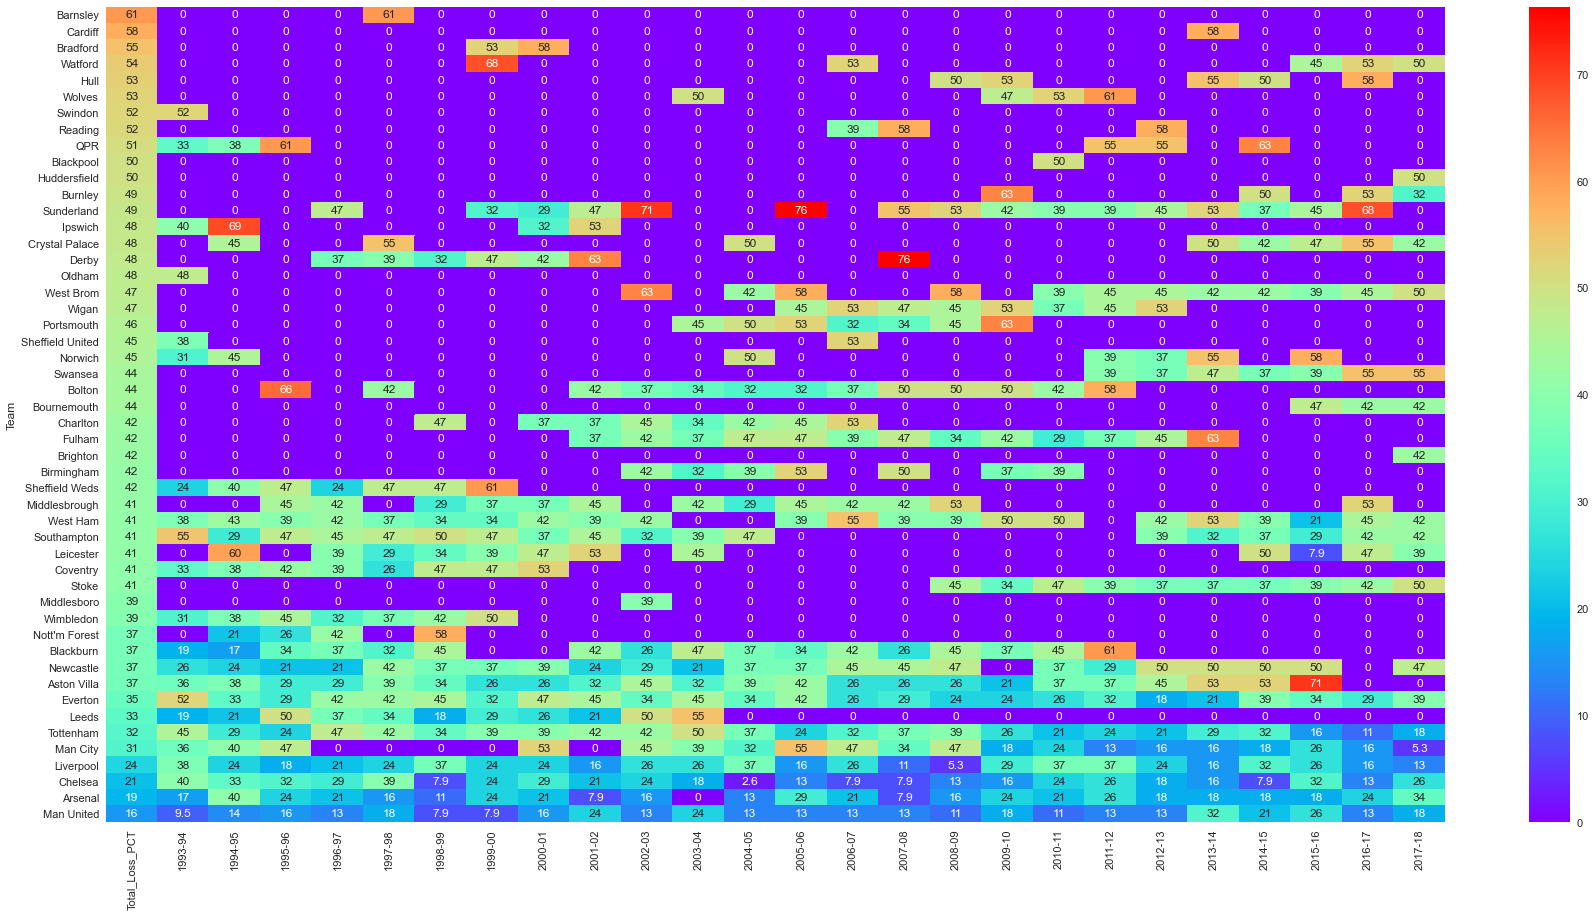 Barnsley 61 0 0 0 0 61 0 0 0 0 0 0 0 0 0 0 0 0 0 0 0 0 0 0 0 0
Cardiff 58 0 0 0 0 0 0 0 0 0 0 0 0 0 0 0 0 0 0 0 0 58 0 0 0 0
Bradford 55 0 0 0 0 0 0 53 58 0 0 0 0 0 0 0 0 0 0 0 0 0 0 0 0 0
Watford 54 0 0 0 0 0 0 68 0 0 0 0 0 0 53 0 0 0 0 0 0 0 0 45 53 50
Hull 53 0 0 0 0 0 0 0 0 0 0 0 0 0 0 0 50 53 0 0 0 55 50 0 58 0
Wolves 53 0 0 0 0 0 0 0 0 0 0 50 0 0 0 0 0 47 53 61 0 0 0 0 0 0
Swindon 52 52 0 0 0 0 0 0 0 0 0 0 0 0 0 0 0 0 0 0 0 0 0 0 0 0
Reading 52 0 0 0 0 0 0 0 0 0 0 0 0 0 39 58 0 0 0 0 58 0 0 0 0 0
QPR 51 33 38 61 0 0 0 0 0 0 0 0 0 0 0 0 0 0 0 55 55 0 63 0 0 0
Blackpool 50 0 0 0 0 0 0 0 0 0 0 0 0 0 0 0 0 0 50 0 0 0 0 0 0 0
Huddersfield 50 0 0 0 0 0 0 0 0 0 0 0 0 0 0 0 0 0 0 0 0 0 0 0 0 50
Burnley 49 0 0 0 0 0 0 0 0 0 0 0 0 0 0 0 0 63 0 0 0 0 50 0 53 32
Sunderland 49 0 0 0 47 0 0 32 29 47 71 0 0 76 0 55 53 42 39 39 45 53 37 45 68 0
Ipswich 48 40 69 0 0 0 0 0 32 53 0 0 0 0 0 0 0 0 0 0 0 0 0 0 0 0
Crystal Palace 48 0 45 0 0 55 0 0 0 0 0 0 50 0 0 0 0 0 0 0 0 50 42 47 55 42
Derby 48 0 0 0 37 39 32 47 42 63 0 0 0 0 0 76 0 0 0 0 0 0 0 0 0 0
Oldham 48 48 0 0 0 0 0 0 0 0 0 0 0 0 0 0 0 0 0 0 0 0 0 0 0 0
West Brom 47 0 0 0 0 0 0 0 0 0 63 0 42 58 0 0 58 0 39 45 45 42 42 39 45 50
Wigan 47 0 0 0 0 0 0 0 0 0 0 0 0 45 53 47 45 53 37 45 53 0 0 0 0 0
Portsmouth 46 0 0 0 0 0 0 0 0 0 0 45 50 53 32 34 45 63 0 0 0 0 0 0 0 0
Sheffield United 45 38 0 0 0 0 0 0 0 0 0 0 0 0 53 0 0 0 0 0 0 0 0 0 0 0
Norwich 45 31 45 0 0 0 0 0 0 0 0 0 50 0 0 0 0 0 0 39 37 55 0 58 0 0
Swansea 44 0 0 0 0 0 0 0 0 0 0 0 0 0 0 0 0 0 0 39 37 47 37 39 55 55
Bolton 44 0 0 66 0 42 0 0 0 42 37 34 32 32 37 50 50 50 42 58 0 0 0 0 0 0
Bournemouth 44 0 0 0 0 0 0 0 0 0 0 0 0 0 0 0 0 0 0 0 0 0 0 47 42 42
Charlton 42 0 0 0 0 0 47 0 37 37 45 34 42 45 53 0 0 0 0 0 0 0 0 0 0 0
Fulham 42 0 0 0 0 0 0 0 0 37 42 37 47 47 39 47 34 42 29 37 45 63 0 0 0 0
Brighton 42 0 0 0 0 0 0 0 0 0 0 0 0 0 0 0 0 0 0 0 0 0 0 0 0 42
Birmingham 42 0 0 0 0 0 0 0 0 0 42 32 39 53 0 50 0 37 39 0 0 0 0 0 0 0
Sheffield Weds 42 24 40 47 24 47 47 61 0 0 0 0 0 0 0 0 0 0 0 0 0 0 0 0 0 0
Middlesbrough 41 0 0 45 42 0 29 37 37 45 0 42 29 45 42 42 53 0 0 0 0 0 0 0 53 0
West Ham 41 38 43 39 42 37 34 34 42 39 42 0 0 39 55 39 39 50 50 0 42 53 39 21 45 42
Southampton 41 55 29 47 45 47 50 47 37 45 32 39 47 0 0 0 0 0 0 0 39 32 37 29 42 42
Leicester 41 0 60 0 39 29 34 39 47 53 0 45 0 0 0 0 0 0 0 0 0 0 50 7.9 47 39
Coventry 41 33 38 42 39 26 47 47 53 0 0 0 0 0 0 0 0 0 0 0 0 0 0 0 0 0
Stoke 41 0 0 0 0 0 0 0 0 0 0 0 0 0 0 0 45 34 47 39 37 37 37 39 42 50
Middlesboro 39 0 0 0 0 0 0 0 0 0 39 0 0 0 0 0 0 0 0 0 0 0 0 0 0 0
Wimbledon 39 31 38 45 32 37 42 50 0 0 0 0 0 0 0 0 0 0 0 0 0 0 0 0 0 0
Nott'm Forest 37 0 21 26 42 0 58 0 0 0 0 0 0 0 0 0 0 0 0 0 0 0 0 0 0 0
Blackburn 37 19 17 34 37 32 45 0 0 42 26 47 37 34 42 26 45 37 45 61 0 0 0 0 0 0
Newcastle 37 26 24 21 21 42 37 37 39 24 29 21 37 37 45 45 47 0 37 29 50 50 50 50 0 47
Aston Villa 37 36 38 29 29 39 34 26 26 32 45 32 39 42 26 26 26 21 37 37 45 53 53 71 0 0
Everton 35 52 33 29 42 42 45 32 47 45 34 45 34 42 26 29 24 24 26 32 18 21 39 34 29 39
Leeds 33 19 21 50 37 34 18 29 26 21 50 55 0 0 0 0 0 0 0 0 0 0 0 0 0 0
Tottenham 32 45 29 24 47 42 34 39 39 42 42 50 37 24 32 37 39 26 21 24 21 29 32 16 11 18
Man City 31 36 40 47 0 0 0 0 53 0 45 39 32 55 47 34 47 18 24 13 16 16 18 26 16 5.3
Liverpool 24 38 24 18 21 24 37 24 24 16 26 26 37 16 26 11 5.3 29 37 37 24 16 32 26 16 13
Chelsea 21 40 33 32 29 39 7.9 24 29 21 24 18 2.6 13 7.9 7.9 13 16 24 26 18 16 7.9 32 13 26
Arsenal 19 17 40 24 21 16 11 24 21 7.9 16 0 13 29 21 7.9 16 24 21 26 18 18 18 18 24 34
Man United 16 9.5 14 16 13 18 7.9 7.9 16 24 13 24 13 13 13 13 11 18 11 13 13 32 21 26 13 18
Team
Total_Loss_PCT 1993-94 1994-95 1995-96 1996-97 1997-98 1998-99 1999-00 2000-01 2001-02 2002-03 2003-04 2004-05 2005-06 2006-07 2007-08 2008-09 2009-10 2010-11 2011-12 2012-13 2013-14 2014-15 2015-16 2016-17 2017-18
70
60
50
40
30
20
10
0